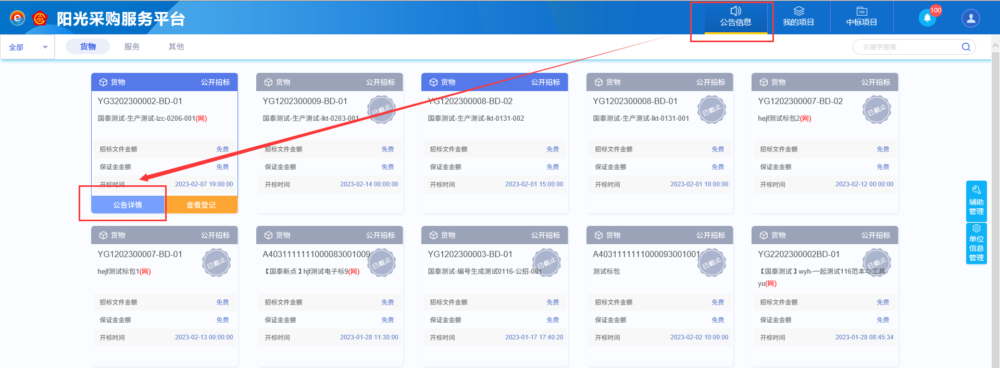 阳光采购服务平台
公告信息
我的项目
中标项目
100
全部
货物
服务
其他
关键字搜索
货物 公开招标
YG3202300002-BD-01
国泰测试-生产测试-lzc-0206-001(网)
招标文件金额 免费
保证金金额 免费
开标时间 2023-02-07 19:00:00
公告详情
查看登记
货物 公开招标
YG1202300009-BD-01
已截止
国泰测试-生产测试-lkt-0203-001
招标文件金额 免费
保证金金额 免费
开标时间 2023-02-14 00:00:00
货物 公开招标
YG1202300008-BD-02
国泰测试-生产测试-lkt-0131-002
招标文件金额 免费
保证金金额 免费
开标时间 2023-02-01 15:00:00
货物 公开招标
YG1202300008-BD-01
已截止
国泰测试-生产测试-lkt-0131-001
招标文件金额 免费
保证金金额 免费
开标时间 2023-02-01 10:00:00
货物 公开招标
YG1202300007-BD-02
已截止
hejf测试标包2(网)
招标文件金额 免费
保证金金额 免费
开标时间 2023-02-12 00:00:00
货物 公开招标
YG1202300007-BD-01
已截止
hejf测试标包1(网)
招标文件金额 免费
保证金金额 免费
开标时间 2023-02-13 00:00:00
货物 公开招标
A4031111111000083001009
已截止
【国泰新点】hjf测试电子标9(网)
招标文件金额 免费
保证金金额 免费
开标时间 2023-01-28 11:30:00
货物 公开招标
YG1202300003-BD-01
已截止
国泰测试-编号生成测试0116-公招-001
招标文件金额 免费
保证金金额 免费
开标时间 2023-01-17 17:40:20
货物 公开招标
A4031111111000093001001
已截止
测试标包
招标文件金额 免费
保证金金额 免费
开标时间 2023-02-02 10:00:00
货物 公开招标
YG2202300002BD-01
已截止
【国泰测试】wyh-一起测试116范本与工具
yu(网)
招标文件金额 免费
保证金金额 免费
开标时间 2023-01-28 08:45:34
辅助
管理
单位
信息
管理